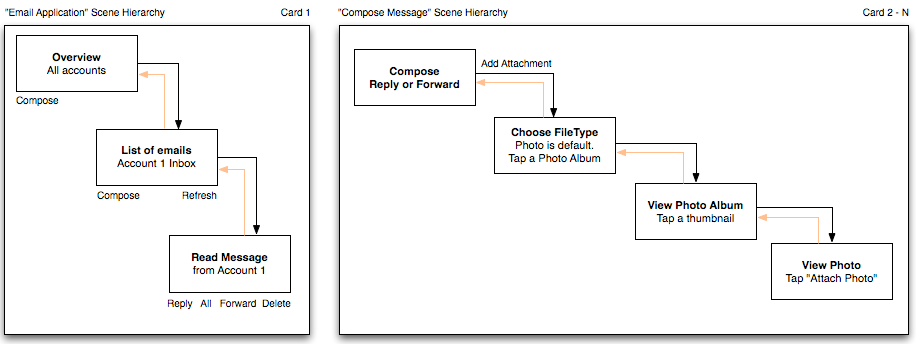 "Email Application" Scene Hierarchy
Card 1
Overview
All accounts
Compose
List of emails
Account 1 Inbox
Compose
Refresh
Read Message
from Account 1
Reply All Forward Delete
"Compose Message" Scene Hierarchy
Card 2 - N
Compose
Reply or Forward
Add Attachment
Choose FileType
Photo is default.
Tap a Photo Album
View Photo Album
Tap a thumbnail
View Photo
Tap "Attach Photo"